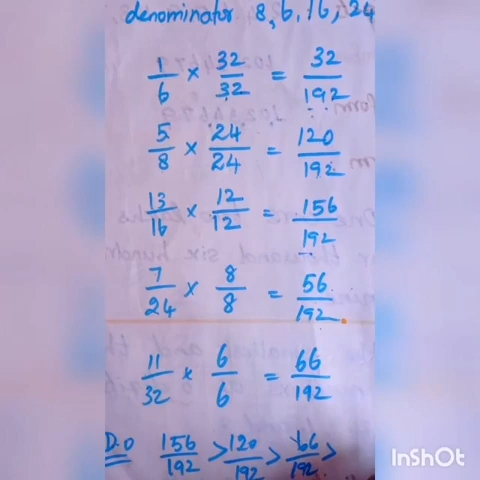 denominator 8, 6, 16, 24
1/6 × 32/32 = 32/192
5/8 × 24/24 = 120/192
13/16 × 12/12 = 156/192
7/24 × 8/8 = 56/192
11/32 × 6/6 = 66/192
D.O 156/192 > 120/192 > 66/192 >
InShOt